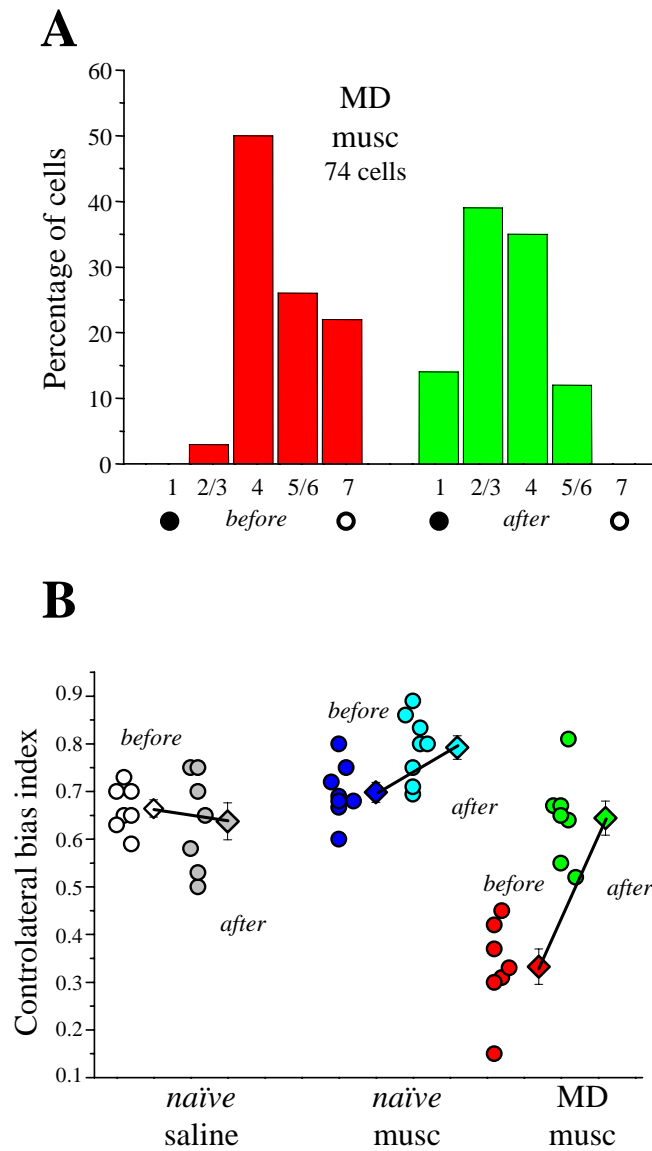 A
60
50
40
30
20
10
0
Percentage of cells
MD
musc
74 cells
1 2/3 4 5/6 7 1 2/3 4 5/6 7
before after
B
0.9
0.8
0.7
0.6
0.5
0.4
0.3
0.2
0.1
Controlateral bias index
before
after
before
after
before
after
naïve naïve MD
saline musc musc